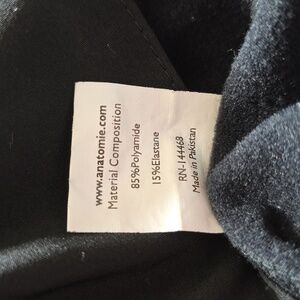 www.anatomie.com
Material Composition
85%Polyamide
15%Elastane
RN-144468
Made in Pakistan